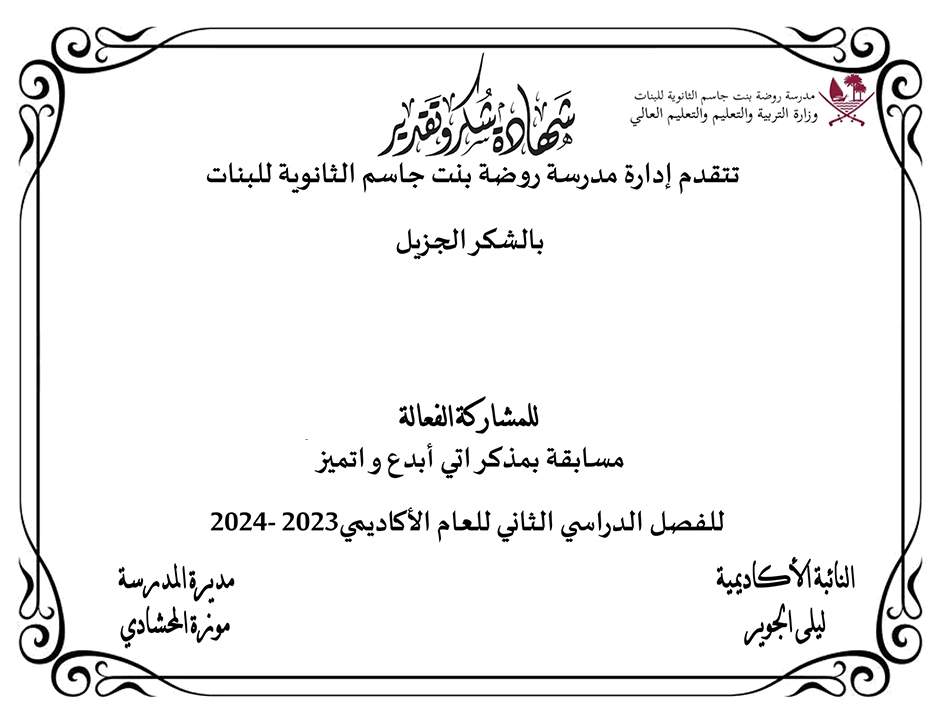 مدرسة روضة بنت جاسم الثانوية للبنات
وزارة التربية والتعليم والتعليم العالي
شهادة شكر وتقدير
تتقدم إدارة مدرسة روضة بنت جاسم الثانوية للبنات
بالشكر الجزيل
للمشاركة الفعالة
مسابقة بمذكراتي أبدع و اتميز
للفصل الدراسي الثاني للعام الأكاديمي2023 -2024
النائبة الأكاديمية
ليلى الجوير
مديرة المدرسة
موزة المحشادي